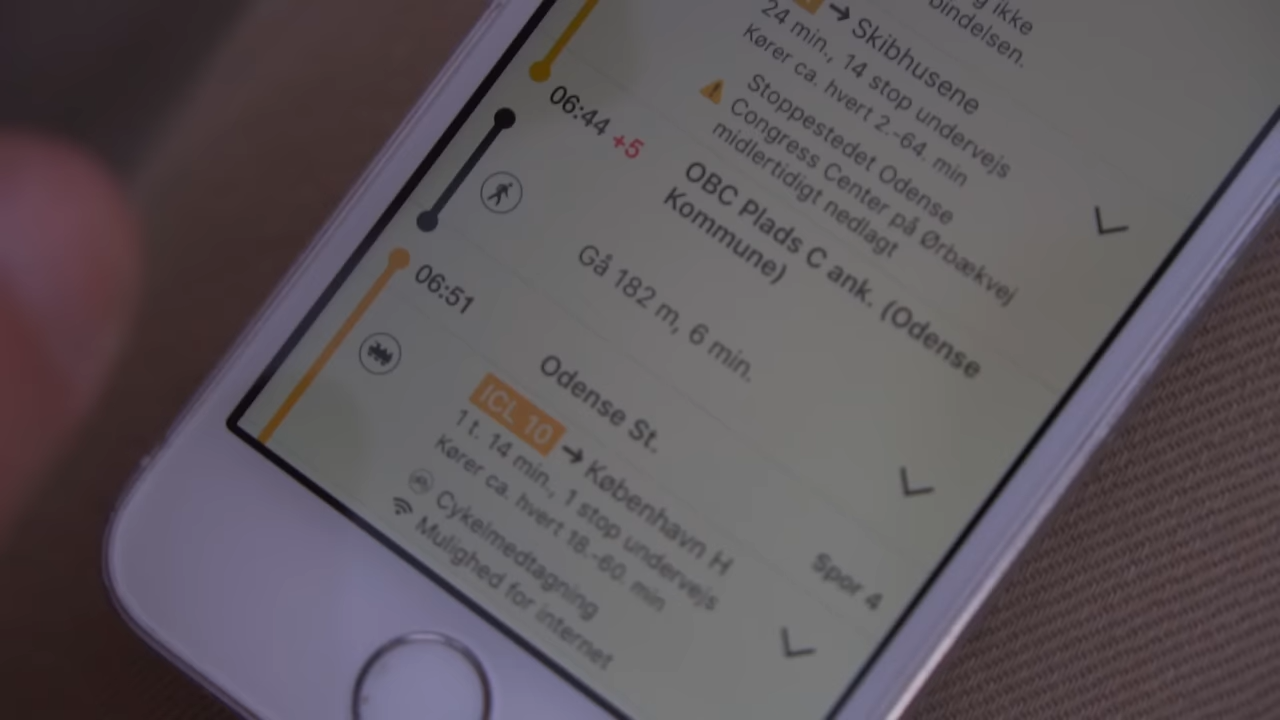 g ikke
bindelsen.
→ Skibhusene
24 min., 14 stop undervejs
Kører ca. hvert 2.-64. min
Stoppestedet Odense
Congress Center på Ørbækvej
midlertidigt nedlagt
06:44 +5
OBC Plads C ank. (Odense
Kommune)
Gå 182 m, 6 min.
06:51
Odense St.
Spor 4
ICL 10 → København H
1 t. 14 min., 1 stop undervejs
Kører ca. hvert 18.-60. min
Cykelmedtagning
Mulighed for internet